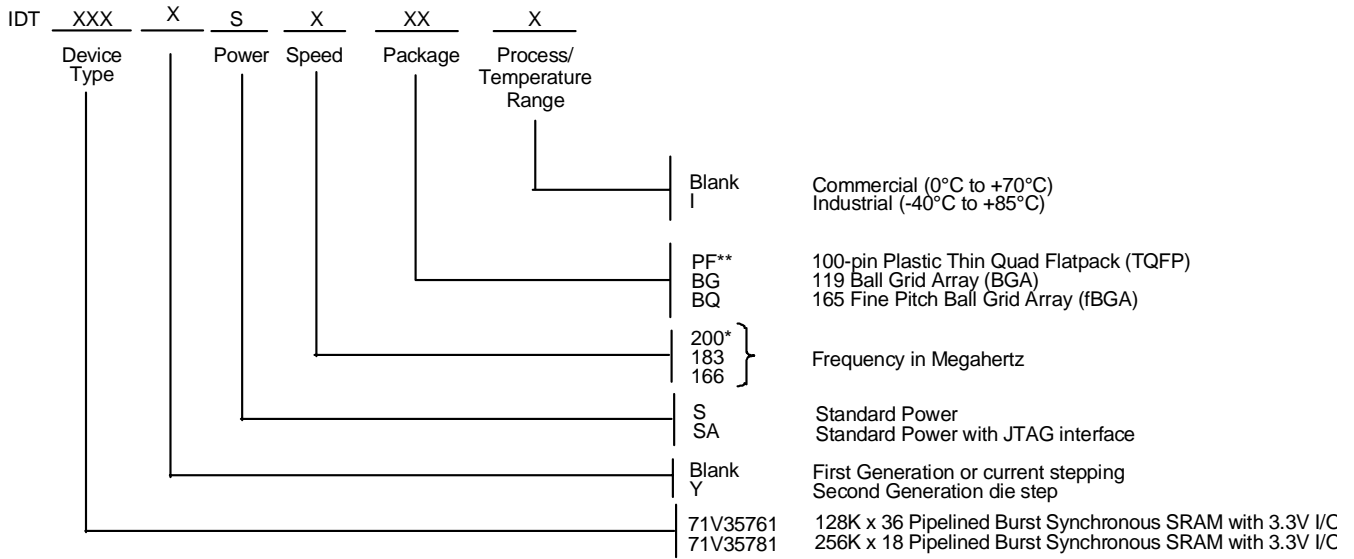 IDT XXX X S X XX X
Device Type Power Speed Package Process/ Temperature Range
Blank Commercial (0°C to +70°C)
I Industrial (-40°C to +85°C)
PF** 100-pin Plastic Thin Quad Flatpack (TQFP)
BG 119 Ball Grid Array (BGA)
BQ 165 Fine Pitch Ball Grid Array (fBGA)
200*
183 Frequency in Megahertz
166
S Standard Power
SA Standard Power with JTAG interface
Blank First Generation or current stepping
Y Second Generation die step
71V35761 128K x 36 Pipelined Burst Synchronous SRAM with 3.3V I/O
71V35781 256K x 18 Pipelined Burst Synchronous SRAM with 3.3V I/O